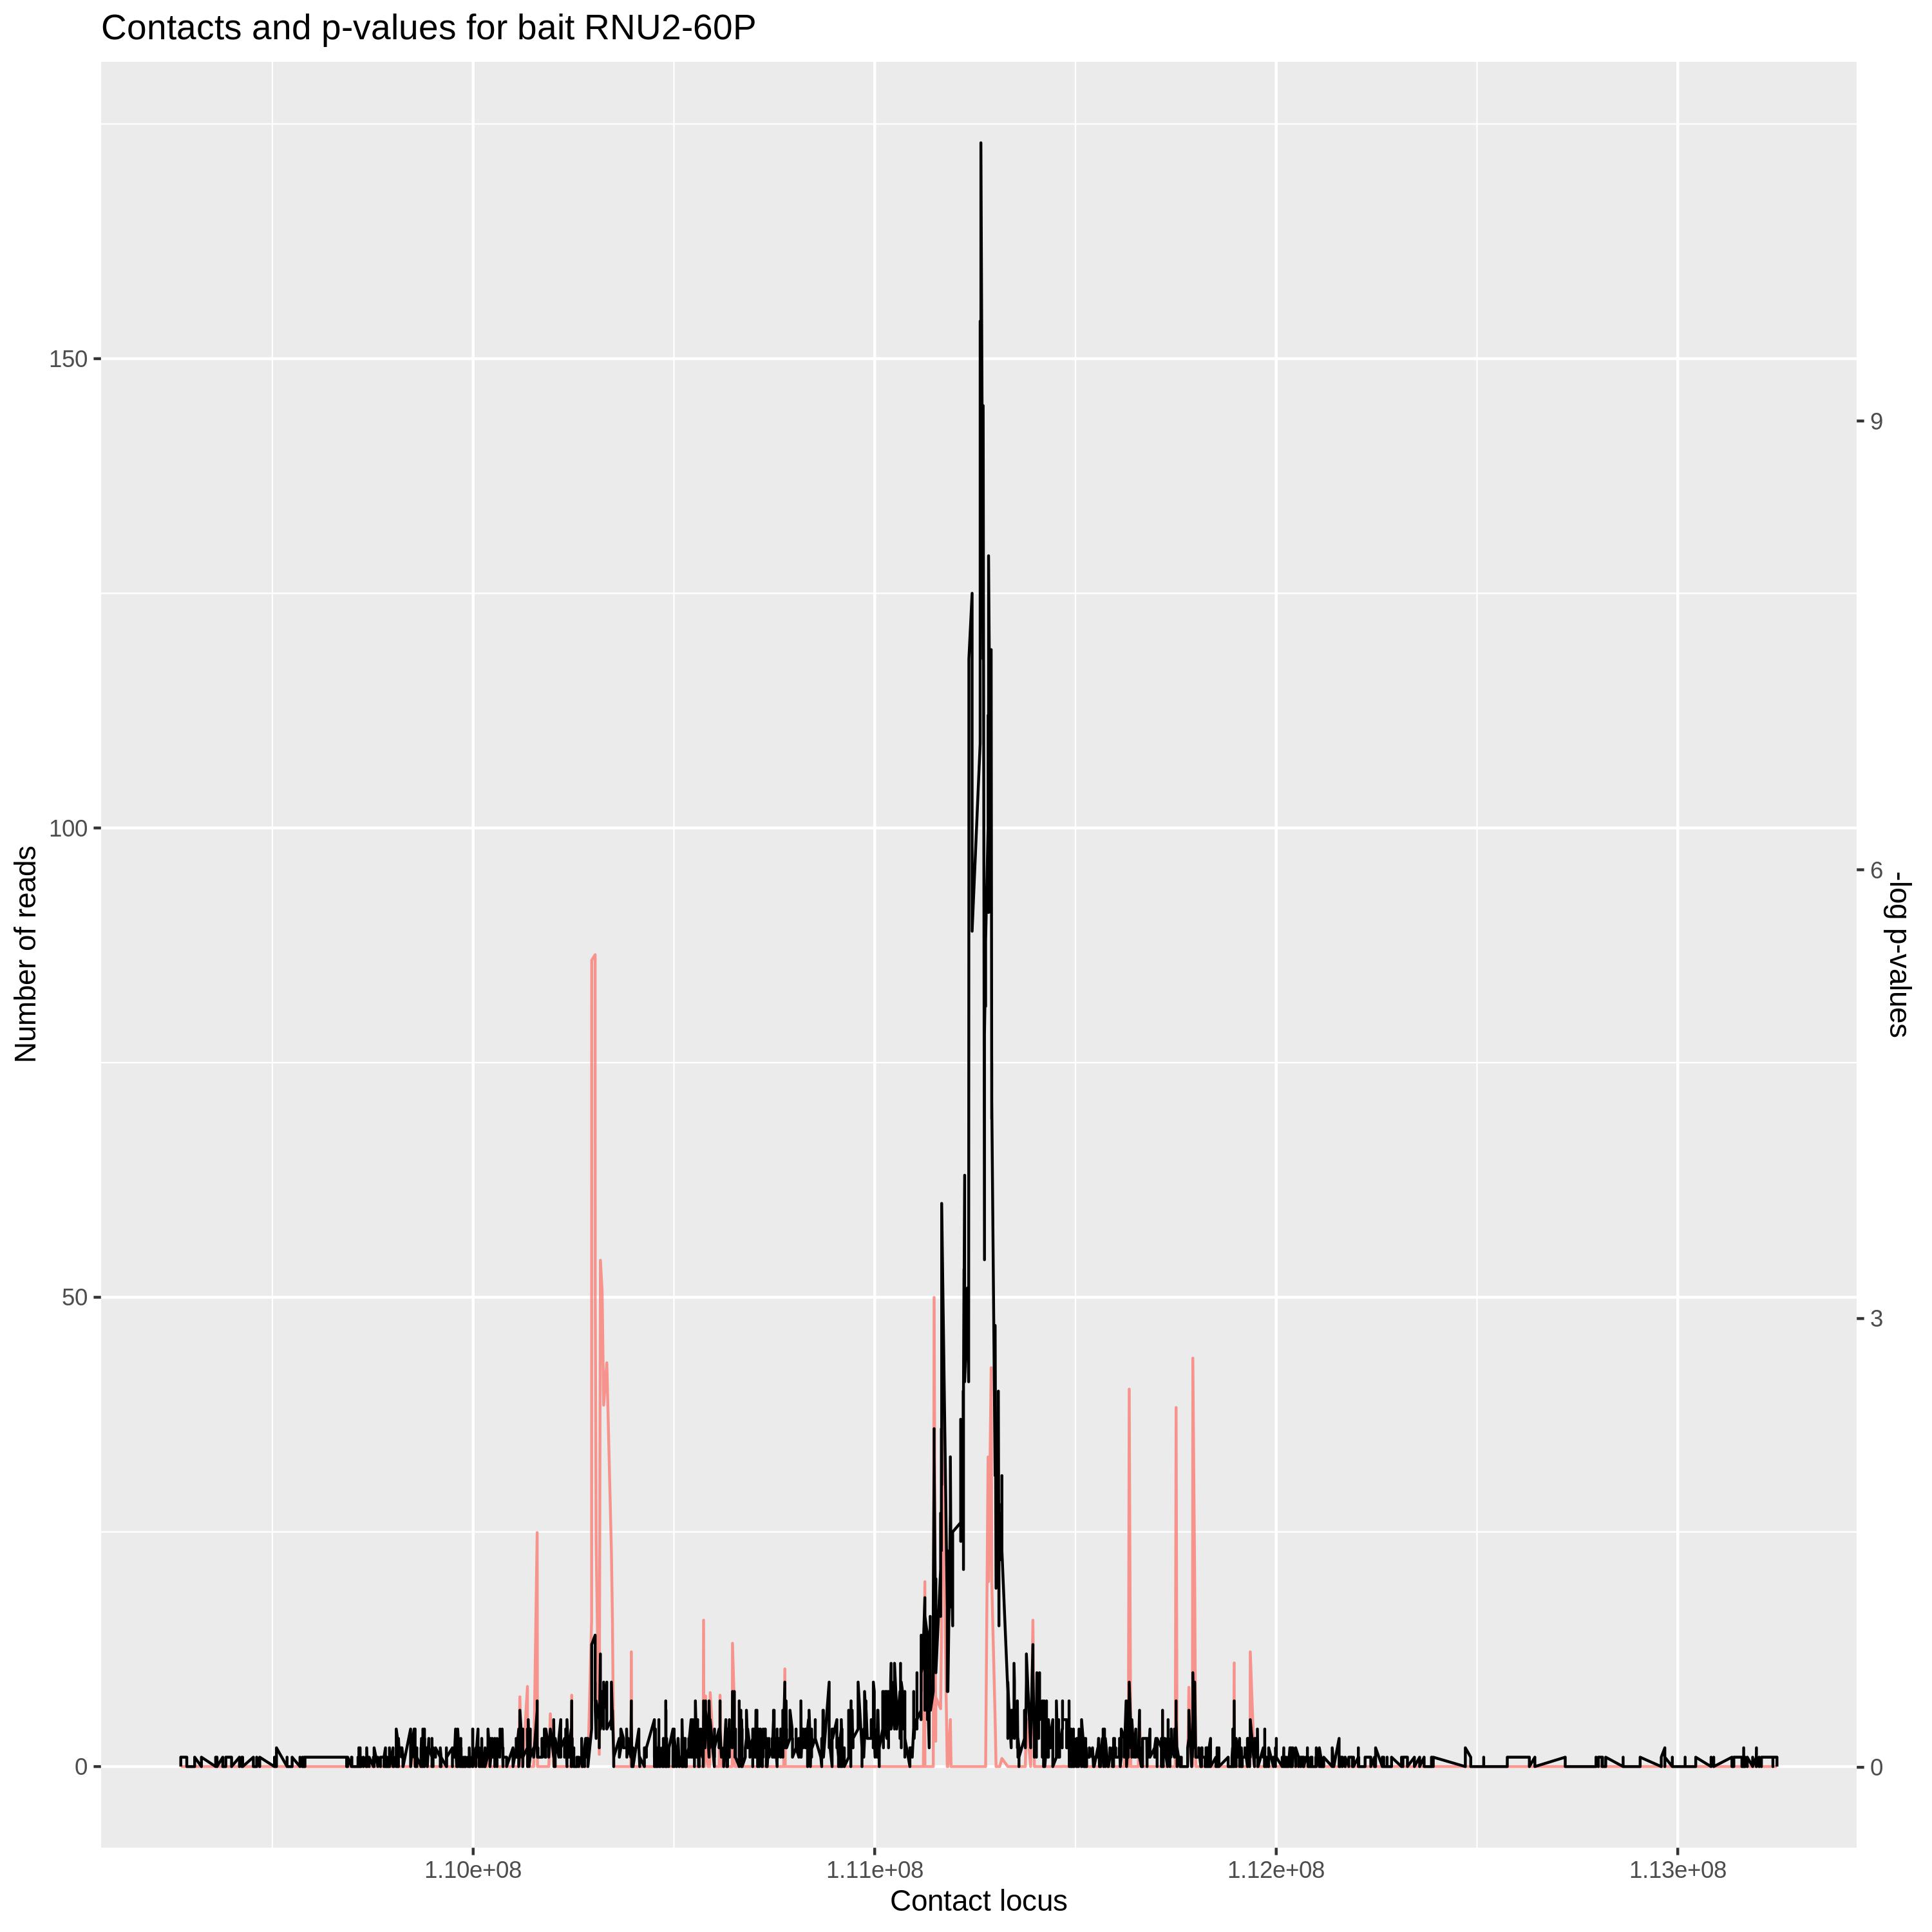 Contacts and p-values for bait RNU2-60P
150
100
50
0
Number of reads
9
6
3
0
-log p-values
1.10e+08
1.11e+08
1.12e+08
1.13e+08
Contact locus